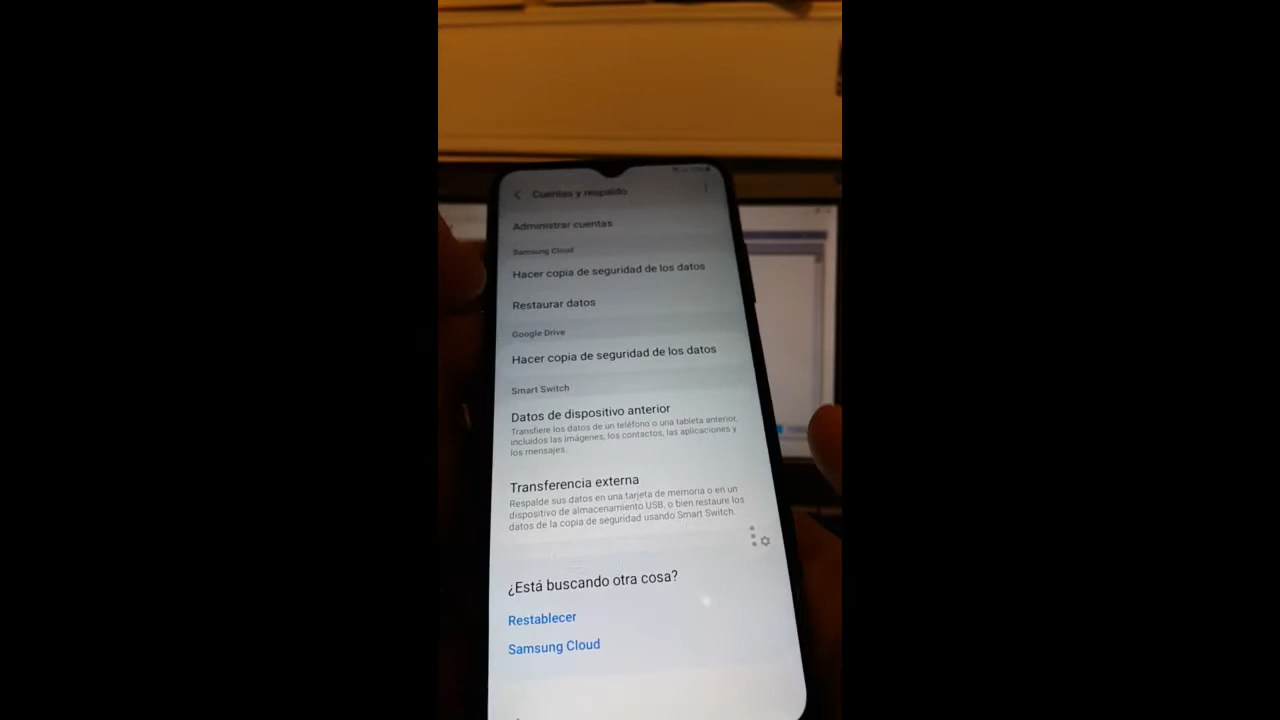 Cuentas y respaldo
Administrar cuentas
Samsung Cloud
Hacer copia de seguridad de los datos
Restaurar datos
Google Drive
Hacer copia de seguridad de los datos
Smart Switch
Datos de dispositivo anterior
Transfiere los datos de un teléfono o una tableta anterior,
incluidos las imágenes, los contactos, las aplicaciones y
los mensajes.
Transferencia externa
Respalde sus datos en una tarjeta de memoria o en un
dispositivo de almacenamiento USB, o bien restaure los
datos de la copia de seguridad usando Smart Switch.
¿Está buscando otra cosa?
Restablecer
Samsung Cloud